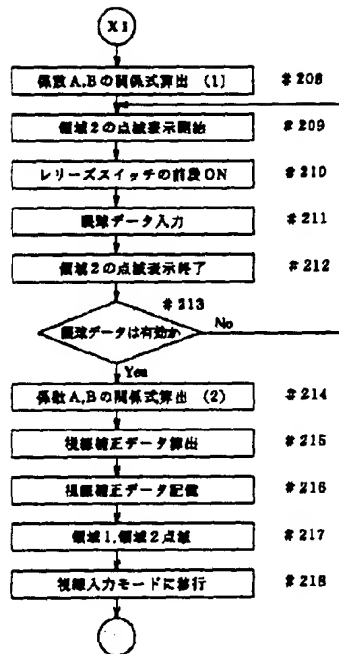 X1
係数A,Bの関係式算出 (1) #208
領域2の点滅表示開始 #209
レリーズスイッチの前段ON #210
眼球データ入力 #211
領域2の点滅表示終了 #212
#213
眼球データは有効か No
Yes
係数A,Bの関係式算出 (2) #214
視線補正データ算出 #215
視線補正データ記憶 #216
領域1,領域2点滅 #217
視線入力モードに移行 #218